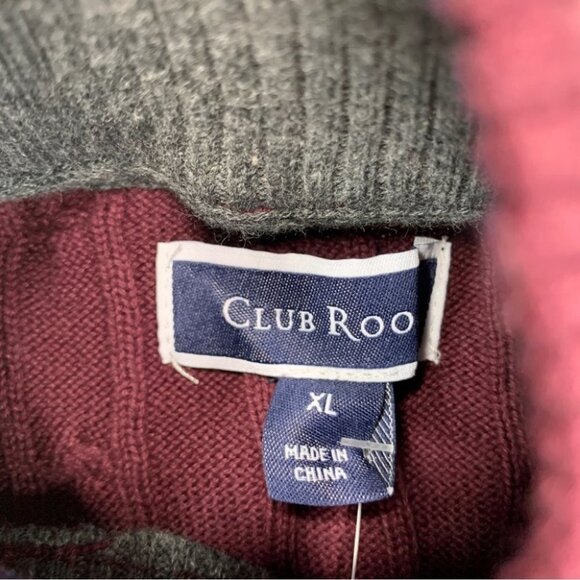 CLUB ROO
XL
MADE IN
CHINA